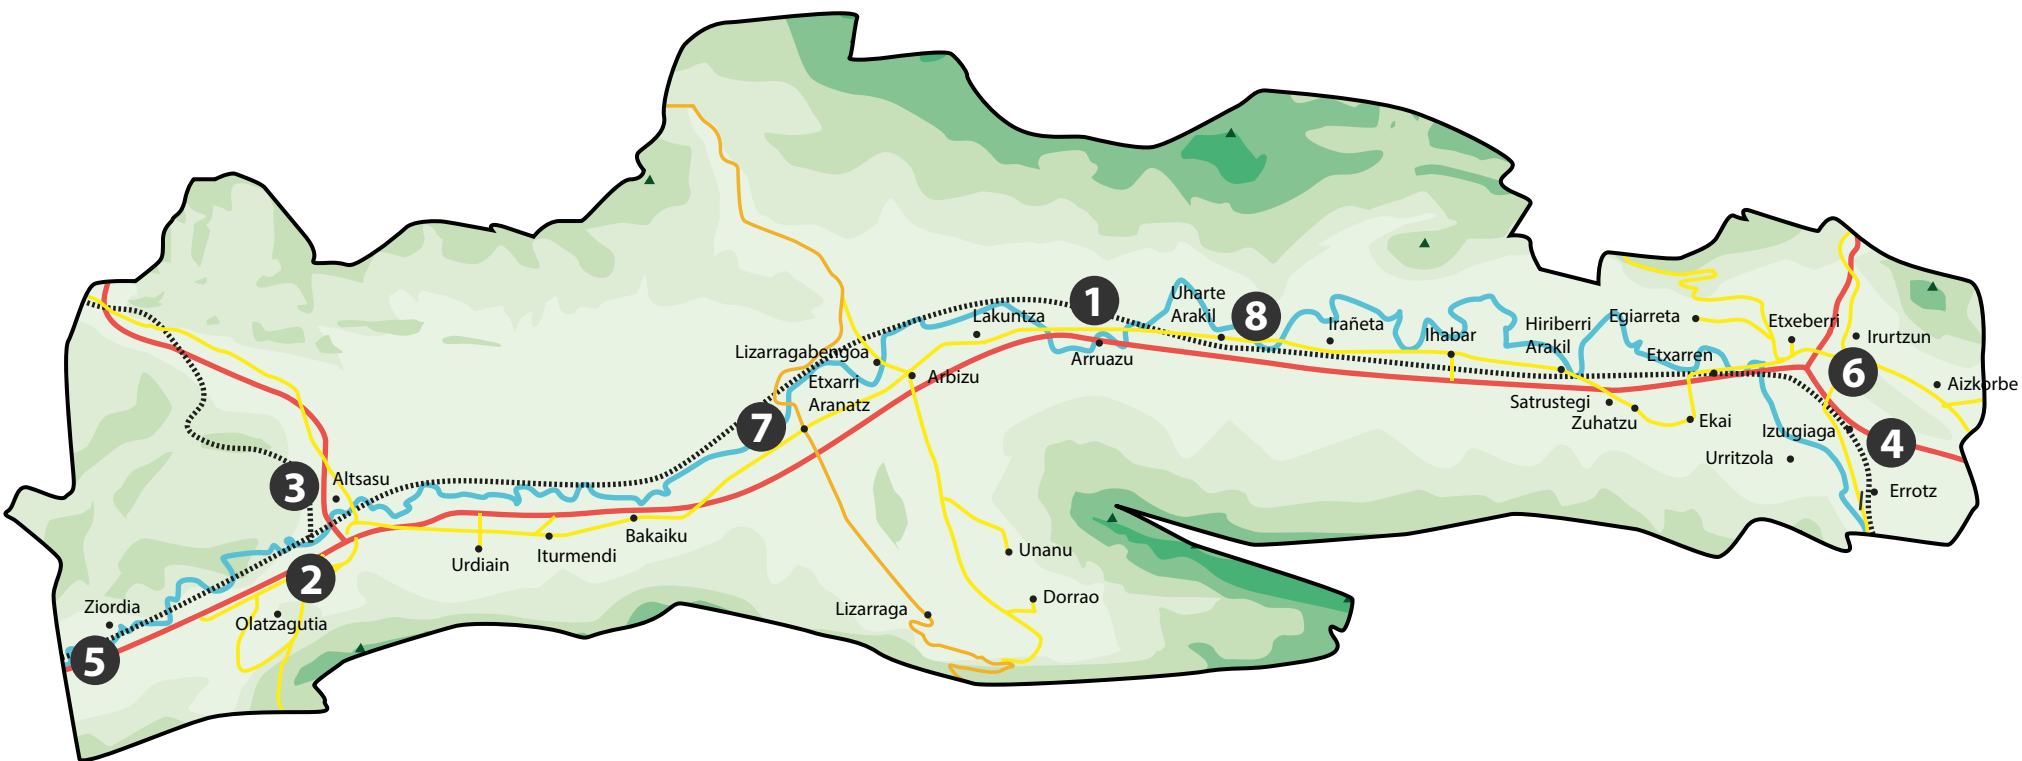 1
Uharte
Arakil
8
Lakuntza
Irañeta
Hiriberri
Arakil
Egiarreta
Etxeberri
Irurtzun
Ihabar
Arruazu
Lizarragabengoa
Etxarren
6
Arbizu
Etxarri
Aranatz
Aizkorbe
Satrustegi
Zuhatzu
Ekai
7
Izurgiaga
4
Urritzola
3
Altsasu
Errotz
Bakaiku
Unanu
Urdiain
Iturmendi
2
Dorrao
Ziordia
Lizarraga
Olatzagutia
5